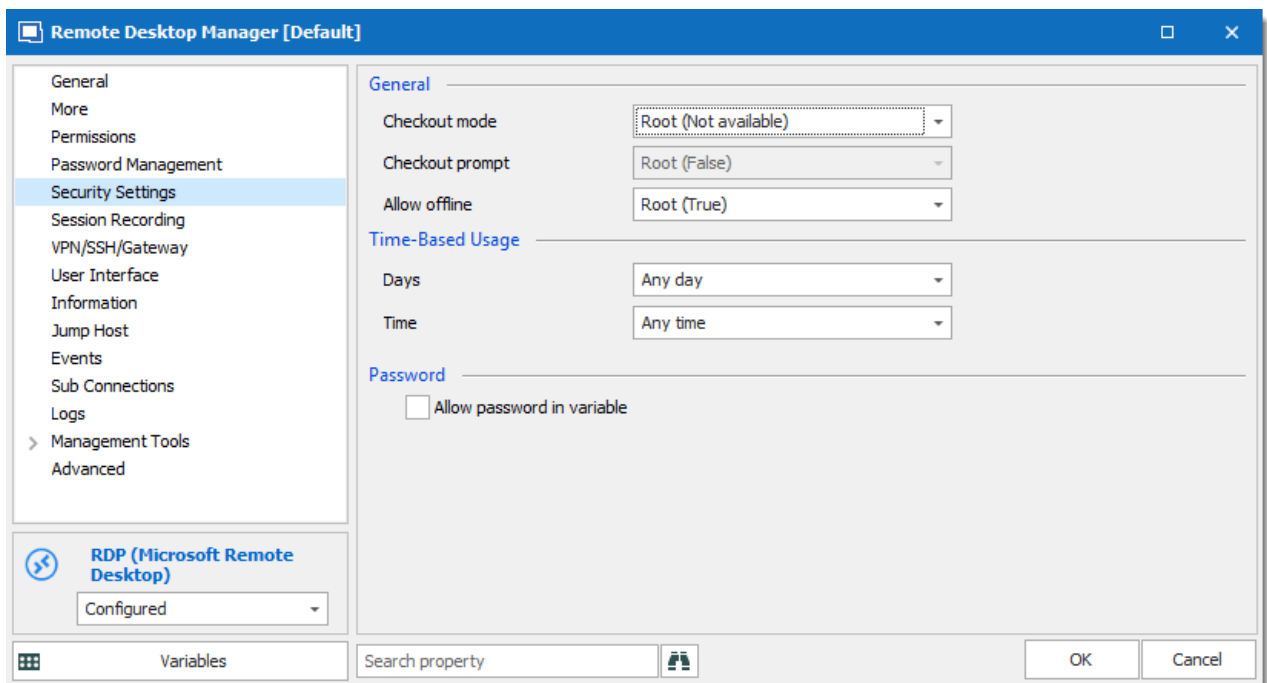 Remote Desktop Manager [Default]
General
More
Permissions
Password Management
Security Settings
Session Recording
VPN/SSH/Gateway
User Interface
Information
Jump Host
Events
Sub Connections
Logs
Management Tools
Advanced
RDP (Microsoft Remote
Desktop)
Configured
Variables
General
Checkout mode Root (Not available)
Checkout prompt Root (False)
Allow offline Root (True)
Time-Based Usage
Days Any day
Time Any time
Password
Allow password in variable
Search property
OK Cancel